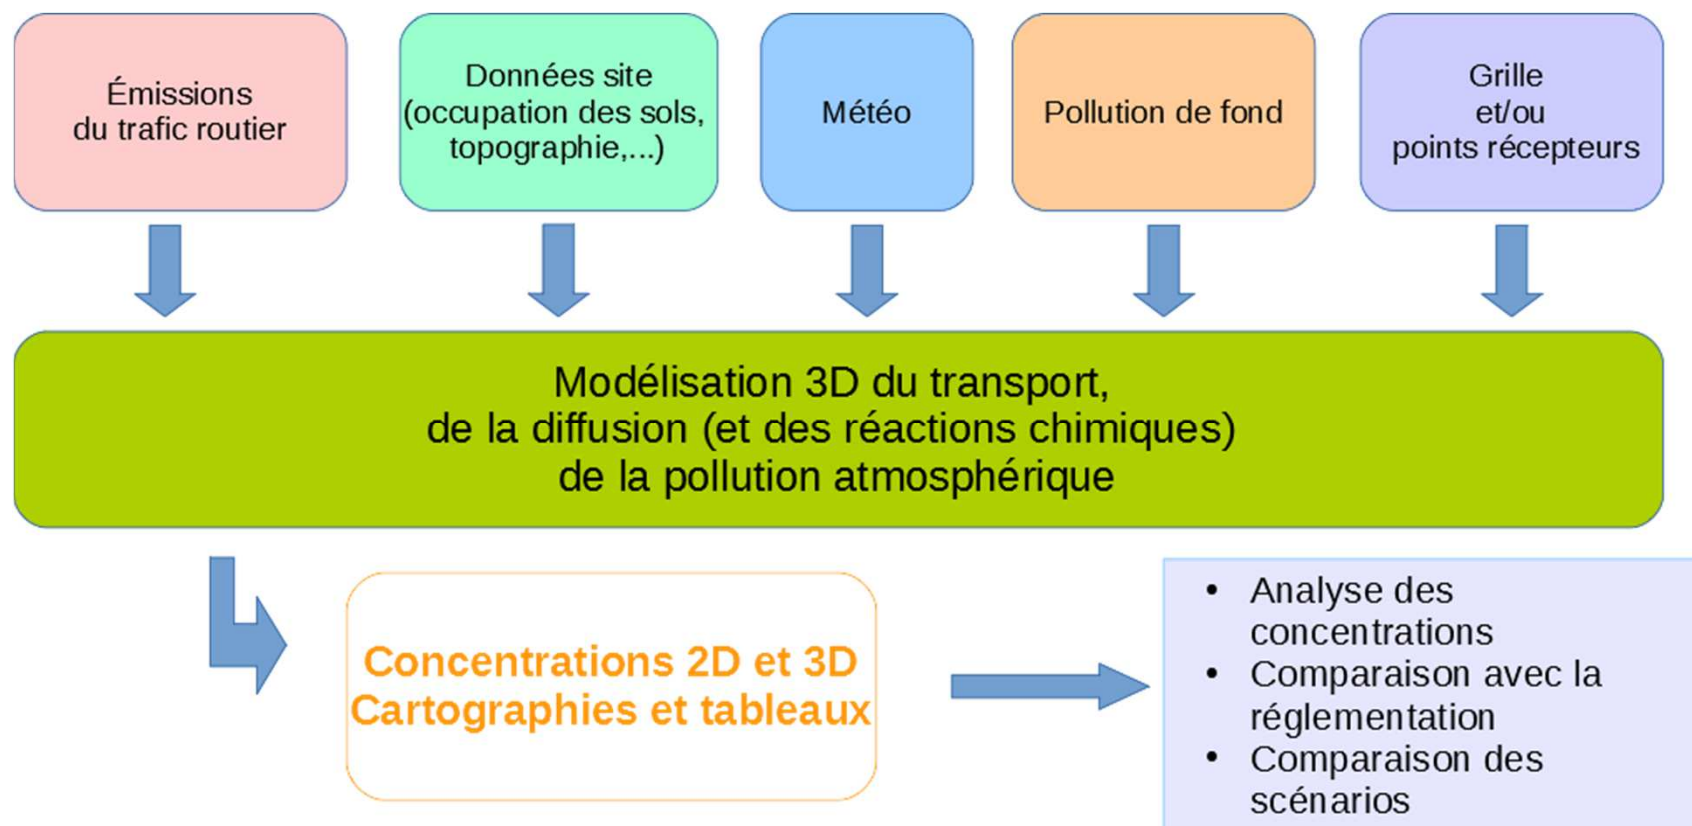 Émissions
du trafic routier
Données site
(occupation des sols,
topographie,...)
Météo
Pollution de fond
Grille
et/ou
points récepteurs
Modélisation 3D du transport,
de la diffusion (et des réactions chimiques)
de la pollution atmosphérique
Concentrations 2D et 3D
Cartographies et tableaux
• Analyse des
concentrations
• Comparaison avec la
réglementation
• Comparaison des
scénarios